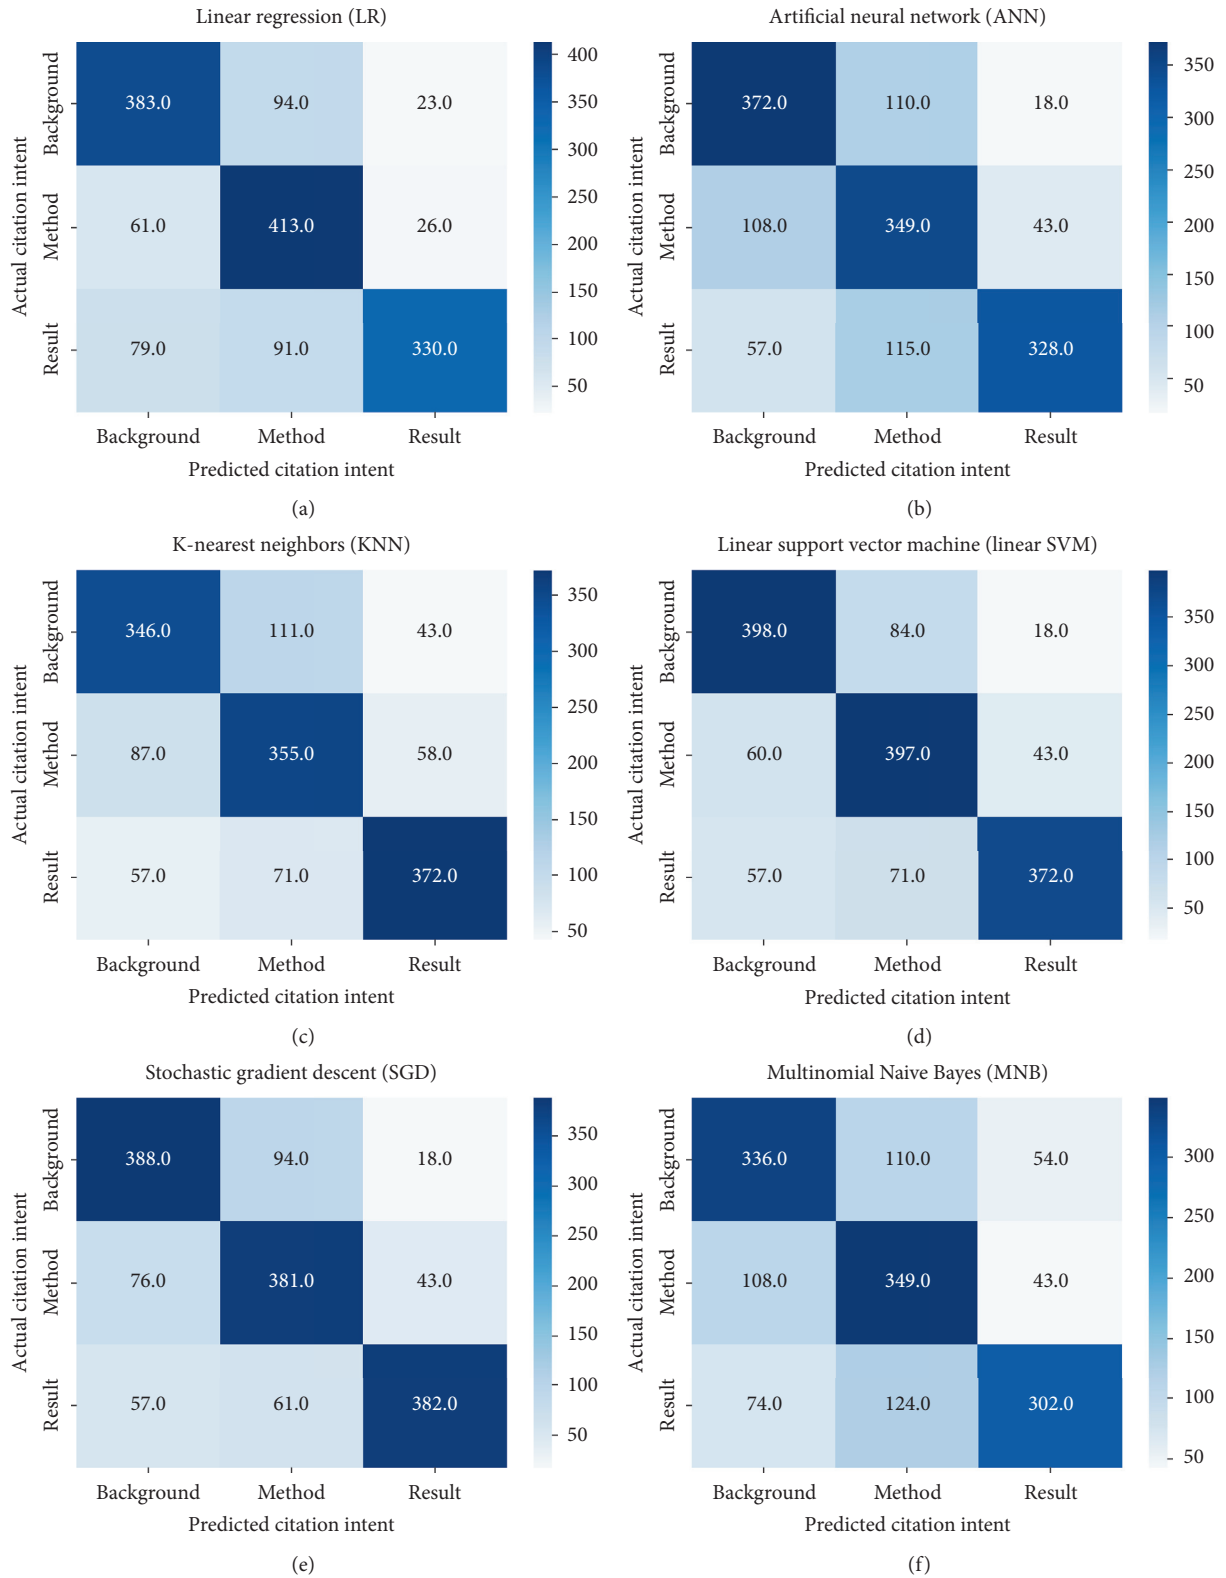 Linear regression (LR)
Actual citation intent
Background
Method
Result
383.0 94.0 23.0
61.0 413.0 26.0
79.0 91.0 330.0
Background Method Result
Predicted citation intent
400
350
300
250
200
150
100
50
(a)
Artificial neural network (ANN)
Actual citation intent
Background
Method
Result
372.0 110.0 18.0
108.0 349.0 43.0
57.0 115.0 328.0
Background Method Result
Predicted citation intent
350
300
250
200
150
100
50
(b)
K-nearest neighbors (KNN)
Actual citation intent
Background
Method
Result
346.0 111.0 43.0
87.0 355.0 58.0
57.0 71.0 372.0
Background Method Result
Predicted citation intent
350
300
250
200
150
100
50
(c)
Linear support vector machine (linear SVM)
Actual citation intent
Background
Method
Result
398.0 84.0 18.0
60.0 397.0 43.0
57.0 71.0 372.0
Background Method Result
Predicted citation intent
350
300
250
200
150
100
50
(d)
Stochastic gradient descent (SGD)
Actual citation intent
Background
Method
Result
388.0 94.0 18.0
76.0 381.0 43.0
57.0 61.0 382.0
Background Method Result
Predicted citation intent
350
300
250
200
150
100
50
(e)
Multinomial Naive Bayes (MNB)
Actual citation intent
Background
Method
Result
336.0 110.0 54.0
108.0 349.0 43.0
74.0 124.0 302.0
Background Method Result
Predicted citation intent
300
250
200
150
100
50
(f)